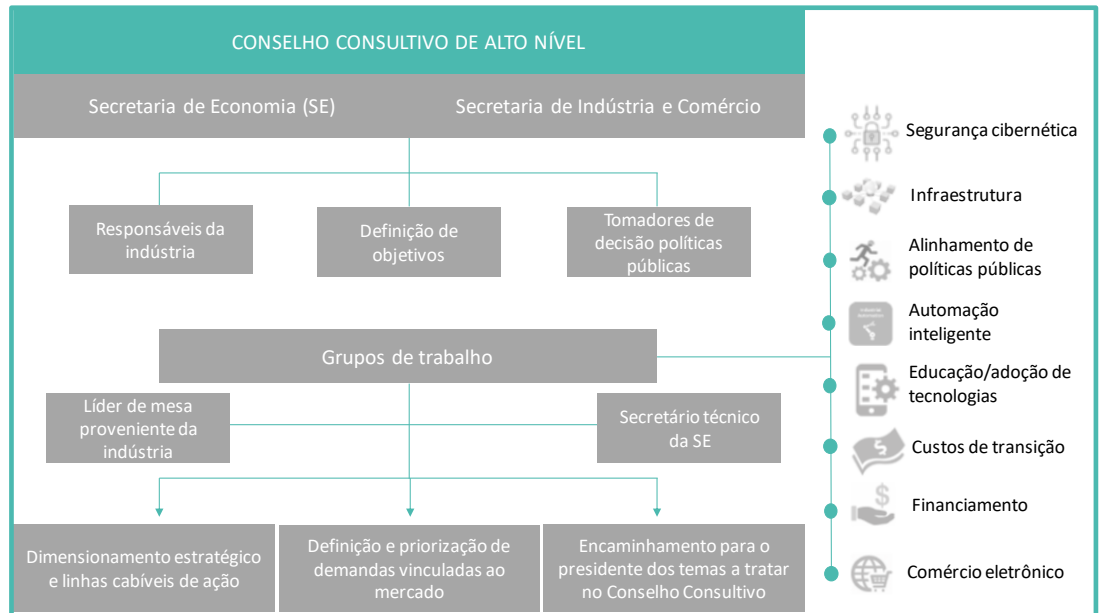 CONSELHO CONSULTIVO DE ALTO NÍVEL
Secretaria de Economia (SE)
Secretaria de Indústria e Comércio
Responsáveis da
indústria
Definição de
objetivos
Tomadores de
decisão políticas
públicas
Grupos de trabalho
Líder de mesa
proveniente da
indústria
Secretário técnico
da SE
Dimensionamento estratégico
e linhas cabíveis de ação
Definição e priorização de
demandas vinculadas ao
mercado
Encaminhamento para o
presidente dos temas a tratar
no Conselho Consultivo
Segurança cibernética
Infraestrutura
Alinhamento de
políticas públicas
Automação
inteligente
Educação/adoção de
tecnologias
Custos de transição
Financiamento
Comércio eletrônico